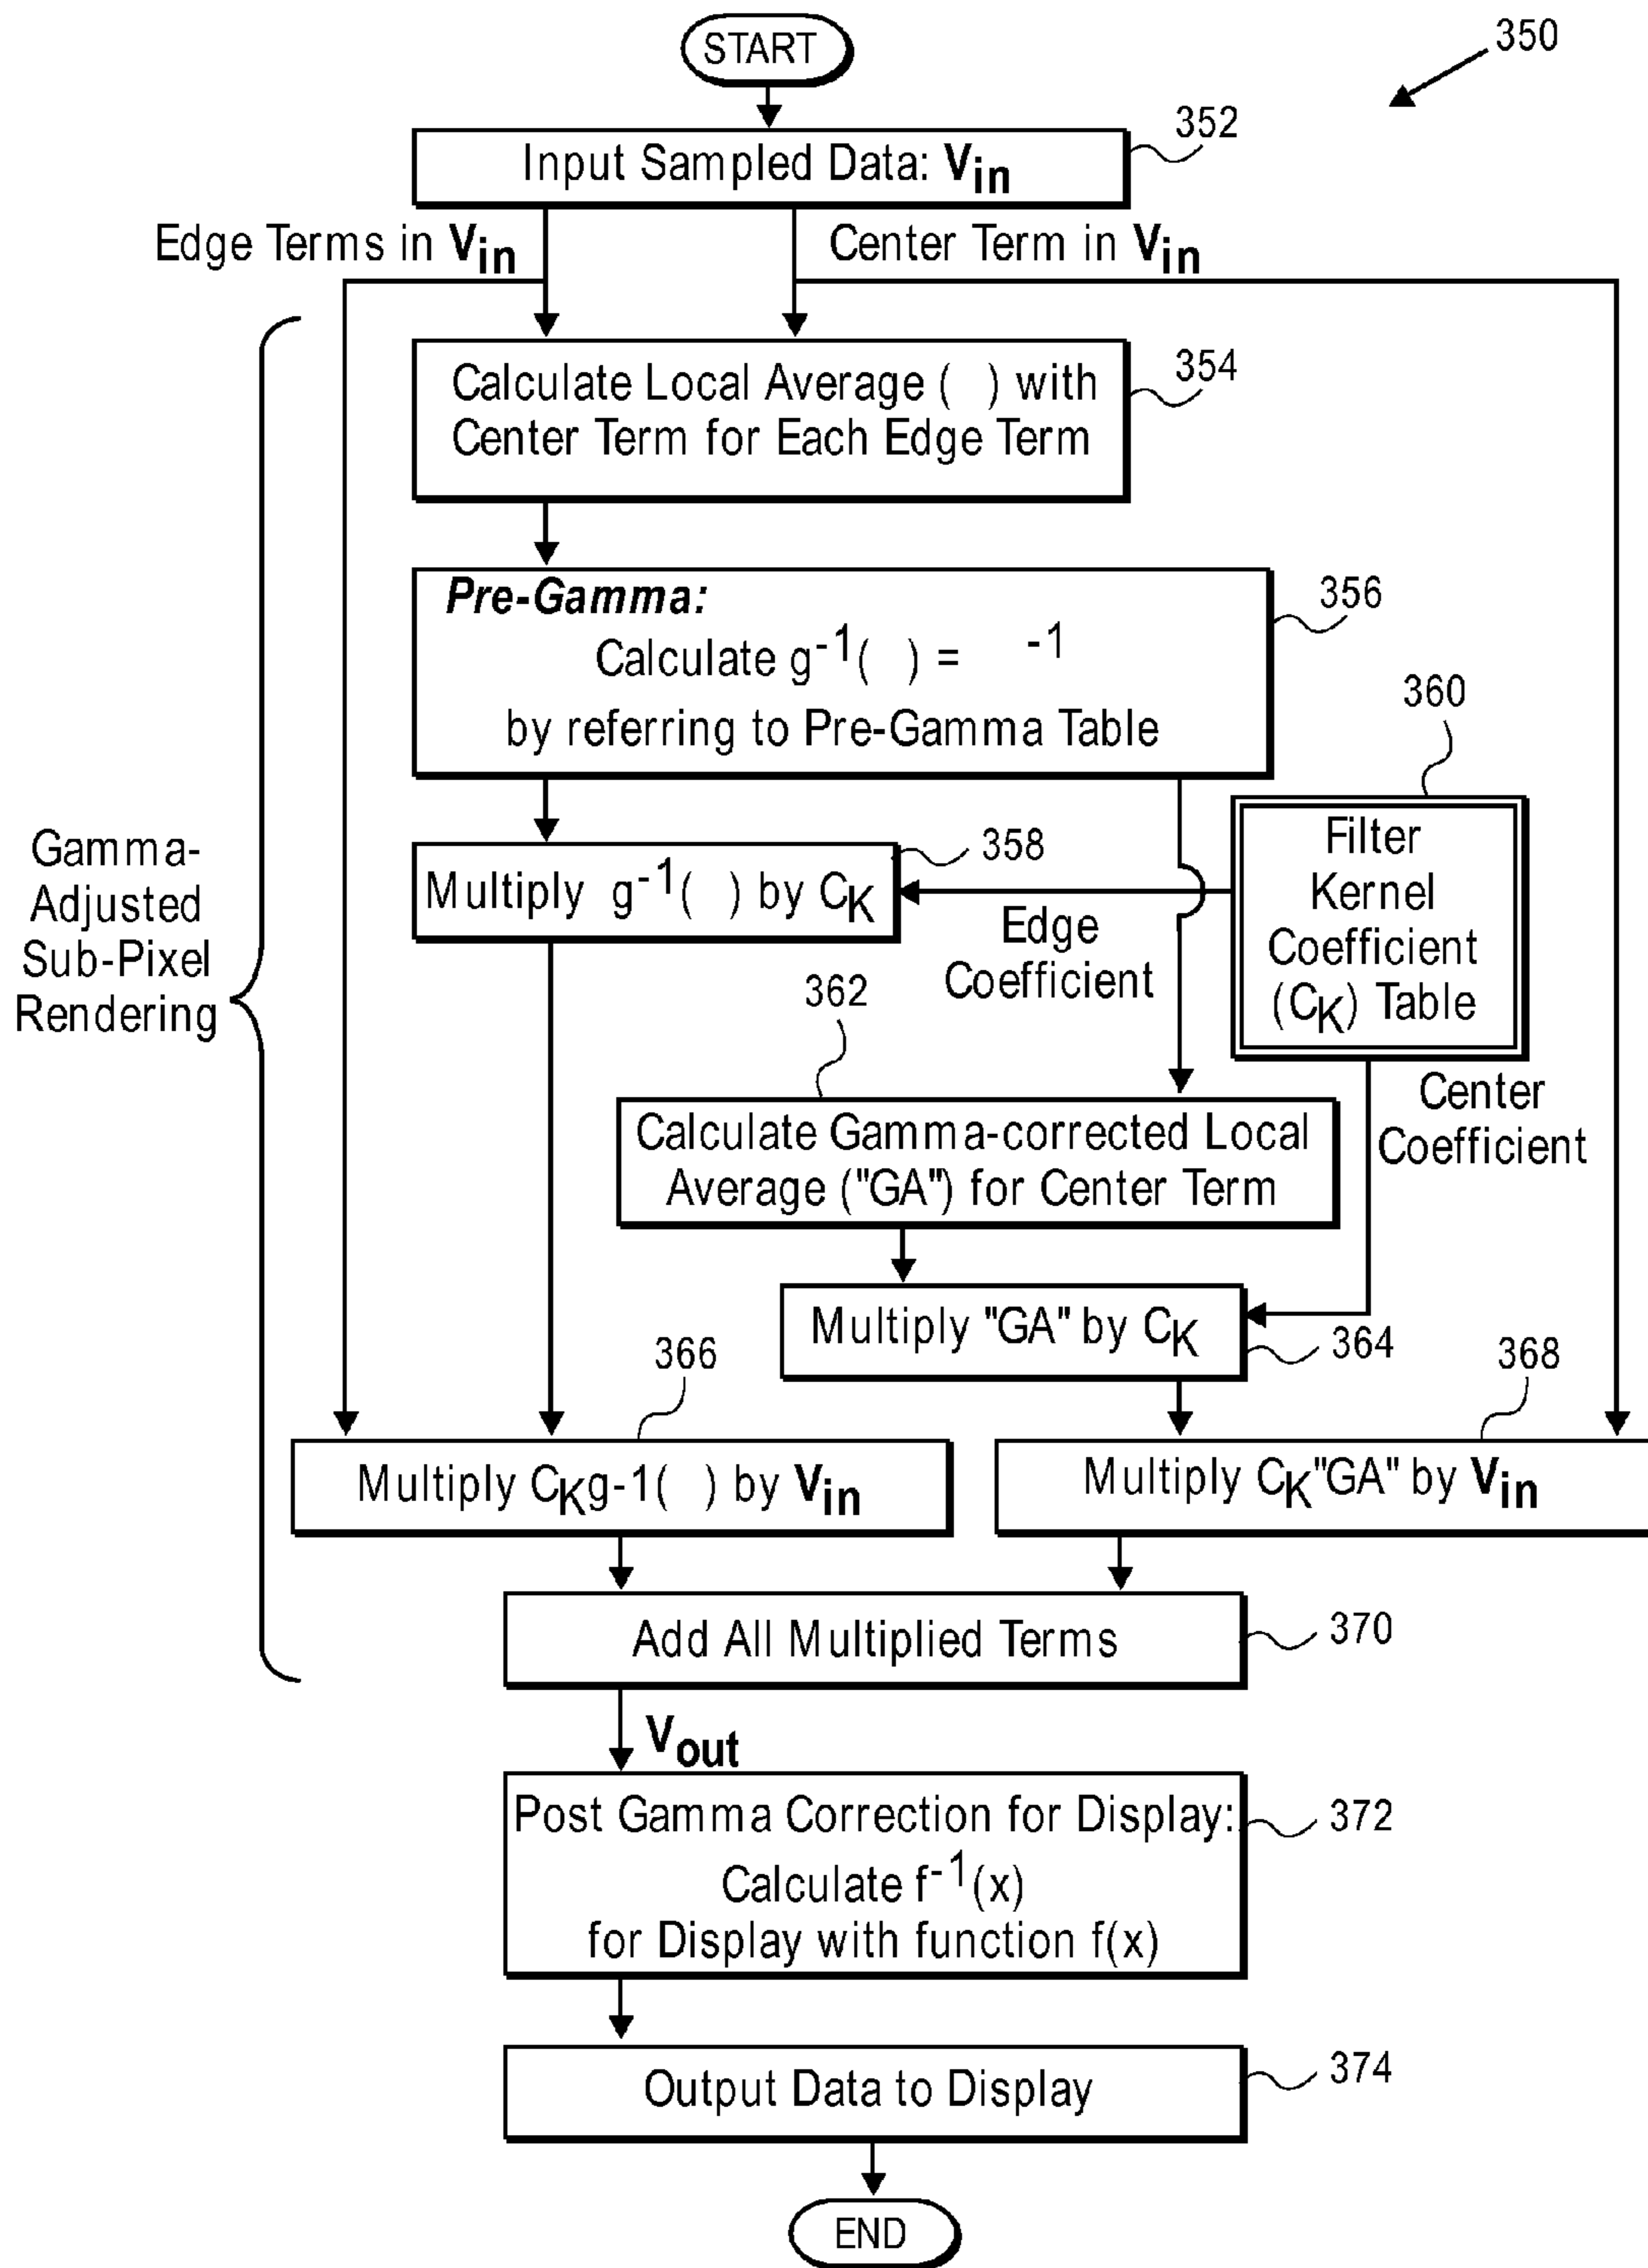 START
350
352
Input Sampled Data: Vin
Edge Terms in Vin
Center Term in Vin
354
Calculate Local Average ( ) with
Center Term for Each Edge Term
Pre-Gamma:
356
Calculate g-1( ) = -1
by referring to Pre-Gamma Table
360
Filter
Kernel
Coefficient
(CK) Table
358
Multiply g-1( ) by CK
Edge
Coefficient
Gamma-
Adjusted
Sub-Pixel
Rendering
362
Center
Coefficient
Calculate Gamma-corrected Local
Average ("GA") for Center Term
Multiply "GA" by CK
364
366
368
Multiply CKg-1( ) by Vin
Multiply CK"GA" by Vin
Add All Multiplied Terms
370
Vout
Post Gamma Correction for Display:
372
Calculate f-1(x)
for Display with function f(x)
Output Data to Display
374
END